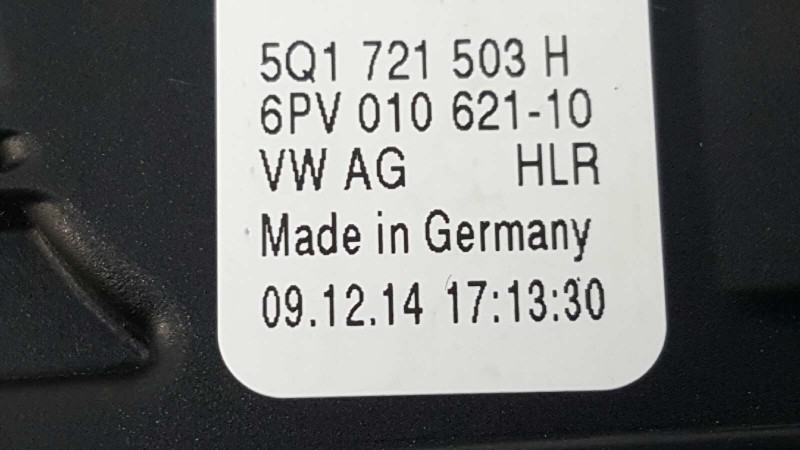 5Q1 721 503 H
6PV 010 621-10
VW AG HLR
Made in Germany
09.12.14 17:13:30